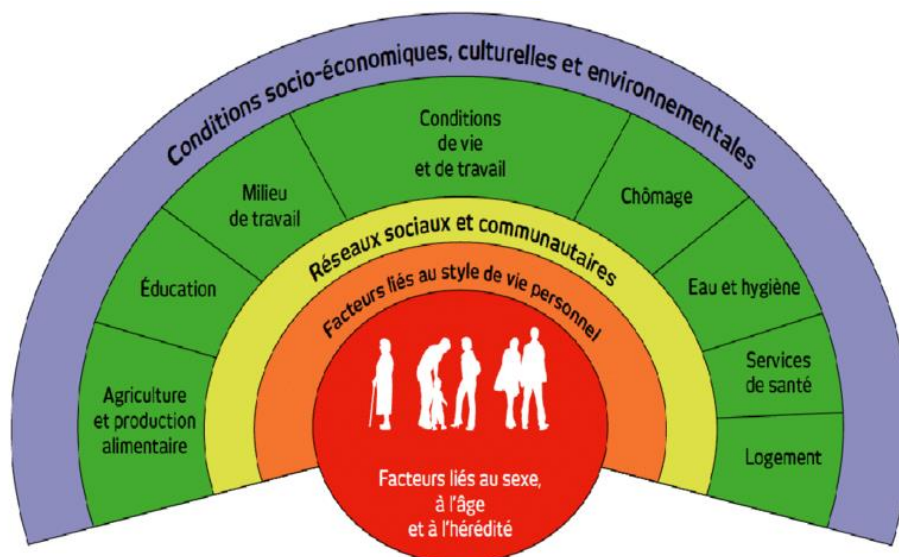 Conditions socio-économiques, culturelles et environnementales
Conditions
de vie
et de travail
Milieu
de travail
Chômage
Éducation
Eau et hygiène
Agriculture
et production
alimentaire
Services
de santé
Logement
Réseaux sociaux et communautaires
Facteurs liés au style de vie personnel
Facteurs liés au sexe,
à l'âge
et à l'hérédité